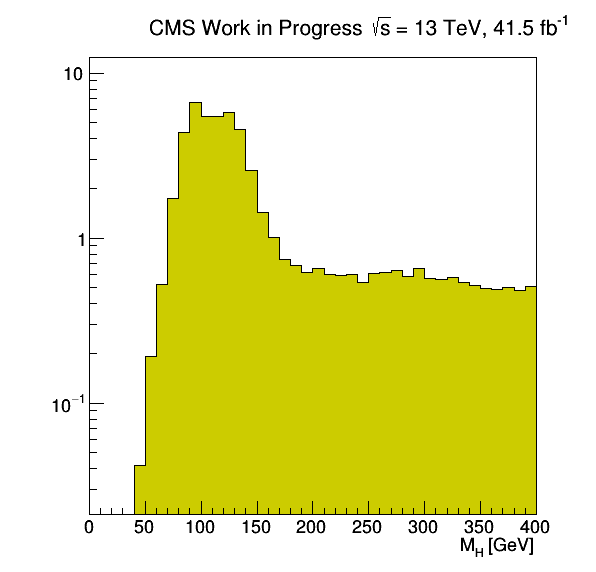 CMS Work in Progress √s = 13 TeV, 41.5 fb⁻¹
10
1
10⁻¹
0 50 100 150 200 250 300 350 400
M_H [GeV]